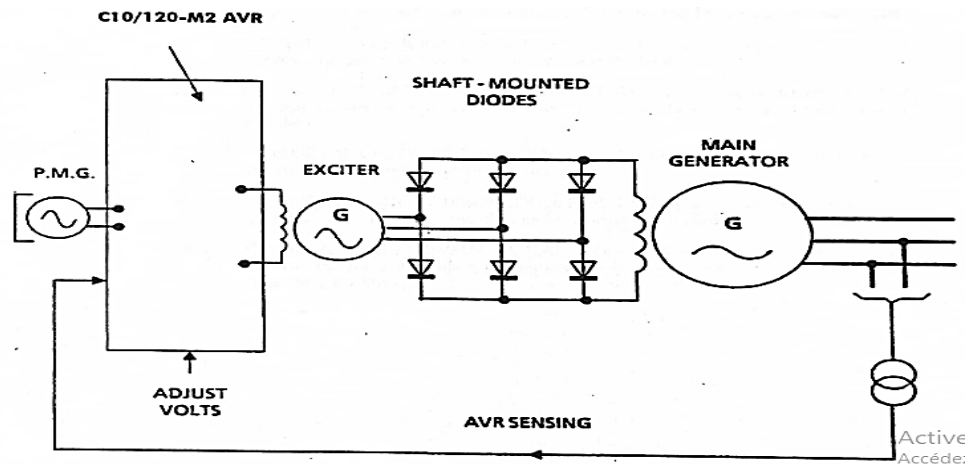 C10/120-M2 AVR
SHAFT - MOUNTED
DIODES
MAIN
GENERATOR
P.M.G.
EXCITER
G
G
ADJUST
VOLTS
AVR SENSING
Active
Accédez